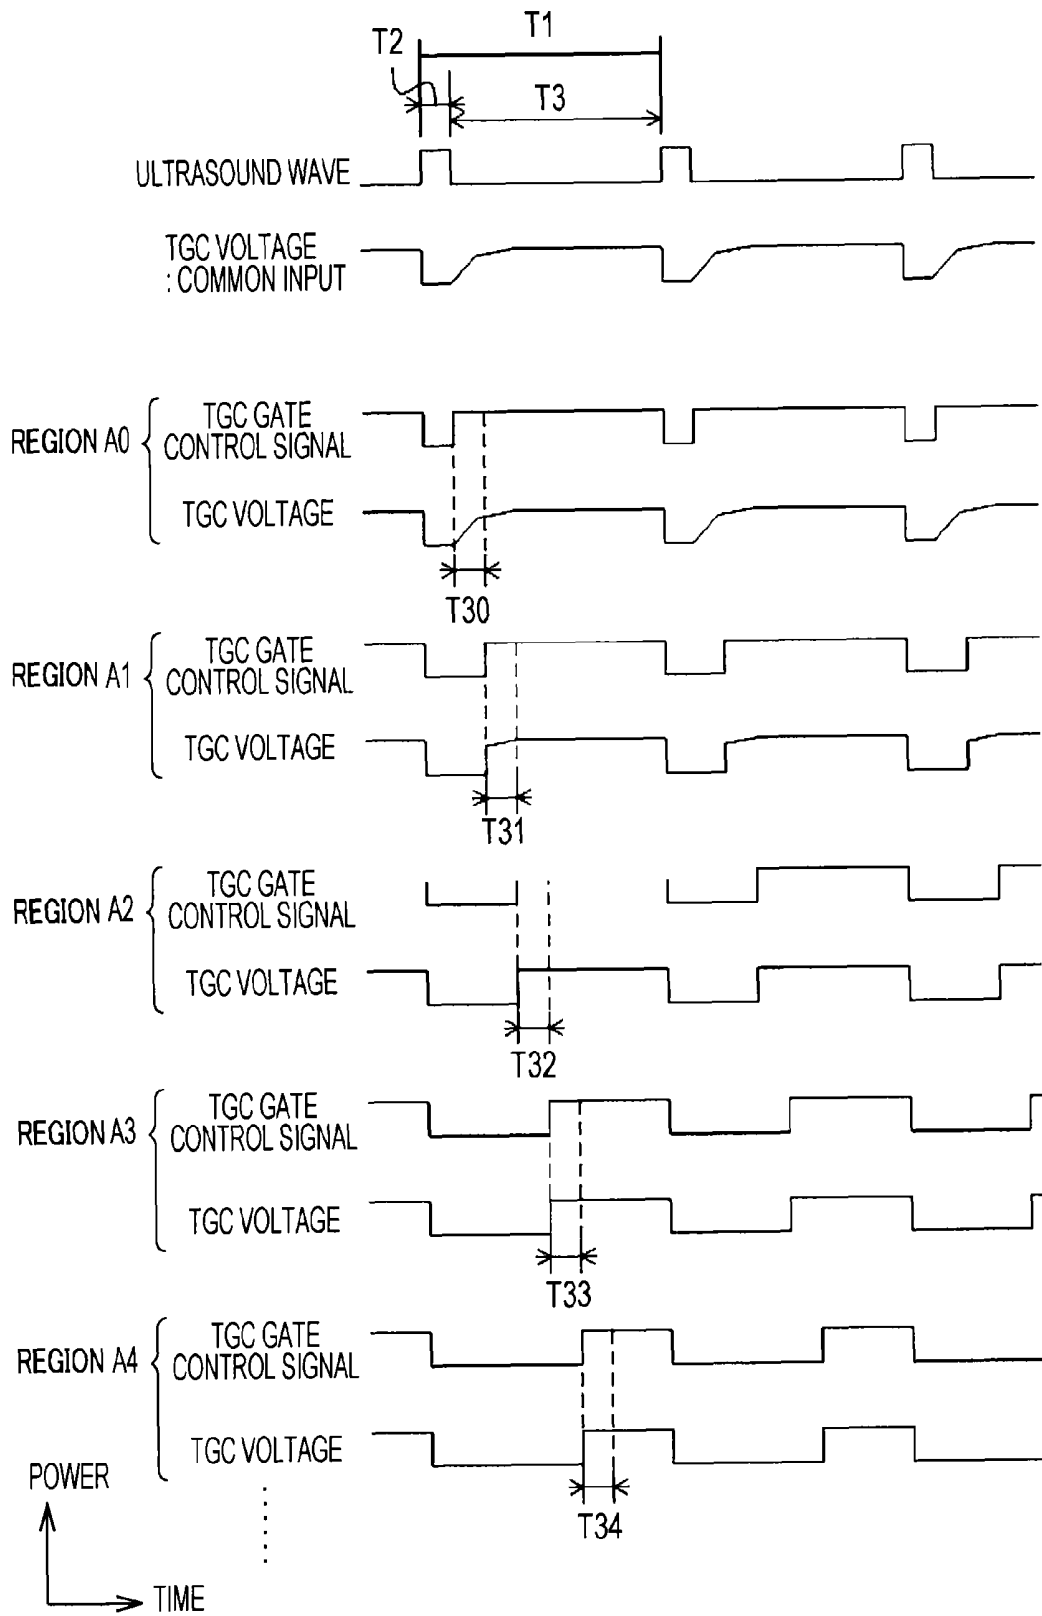 T1
T2
T3
ULTRASOUND WAVE
TGC VOLTAGE
: COMMON INPUT
REGION A0
TGC GATE
CONTROL SIGNAL
TGC VOLTAGE
T30
REGION A1
TGC GATE
CONTROL SIGNAL
TGC VOLTAGE
T31
REGION A2
TGC GATE
CONTROL SIGNAL
TGC VOLTAGE
T32
REGION A3
TGC GATE
CONTROL SIGNAL
TGC VOLTAGE
T33
REGION A4
TGC GATE
CONTROL SIGNAL
TGC VOLTAGE
T34
POWER
TIME